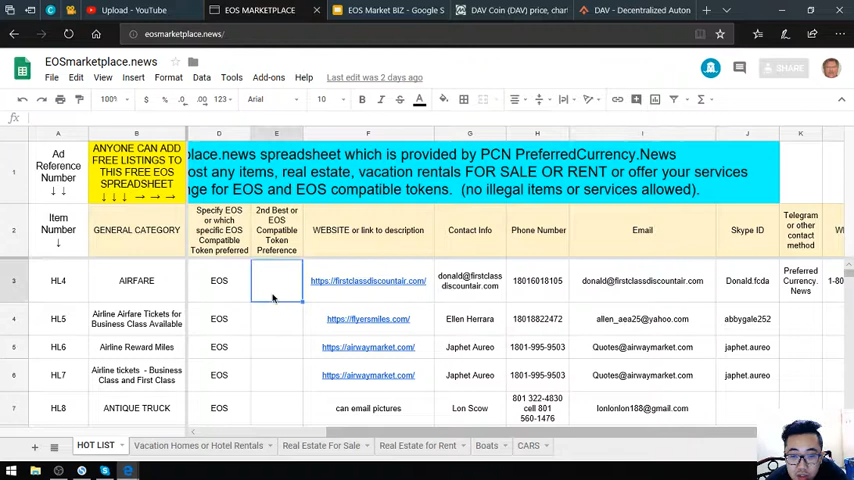 Upload - YouTube
EOS MARKETPLACE
EOS Market BIZ - Google S
DAV Coin (DAV) price, chart
DAV - Decentralized Auton
eosmarketplace.news/
EOSmarketplace.news
File Edit View Insert Format Data Tools Add-ons Help Last edit was 2 days ago
SHARE
100% $ % .0 .00 123 Arial 10 B I S A
fx
A B D E F G H I J K
1
Ad
Reference
Number
↓ ↓
ANYONE CAN ADD
FREE LISTINGS TO
THIS FREE EOS
SPREADSHEET
↓ ↓ ↓ → → →
place.news spreadsheet which is provided by PCN PreferredCurrency.News
ost any items, real estate, vacation rentals FOR SALE OR RENT or offer your services
nge for EOS and EOS compatible tokens. (no illegal items or services allowed).
2
Item
Number
↓
GENERAL CATEGORY
Specify EOS
or which
specific EOS
Compatible
Token preferred
2nd Best or
EOS
Compatible
Token
Preference
WEBSITE or link to description
Contact Info
Phone Number
Email
Skype ID
Telegram
or other
contact
method
3
HL4
AIRFARE
EOS
https://firstclassdiscountair.com/
donald@firstclass
discountair.com
18016018105
donald@firstclassdiscountair.com
Donald.fcda
Preferred
Currency.
News
1-80
4
HL5
Airline Airfare Tickets for
Business Class Available
EOS
https://flyersmiles.com/
Ellen Herrara
18018822472
allen_aea25@yahoo.com
abbygale252
5
HL6
Airline Reward Miles
EOS
https://airwaymarket.com/
Japhet Aureo
1801-995-9503
Quotes@airwaymarket.com
japhet.aureo
6
HL7
Airline tickets - Business
Class and First Class
EOS
https://airwaymarket.com/
Japhet Aureo
1801-995-9503
Quotes@airwaymarket.com
japhet.aureo
7
HL8
ANTIQUE TRUCK
EOS
can email pictures
Lon Scow
801 322-4830
cell 801
560-1476
lonlonlon188@gmail.com
HOT LIST Vacation Homes or Hotel Rentals Real Estate For Sale Real Estate for Rent Boats CARS